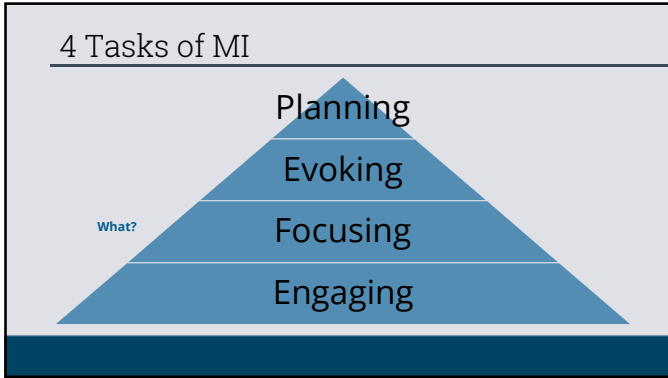 4 Tasks of MI
Planning
Evoking
What?
Focusing
Engaging